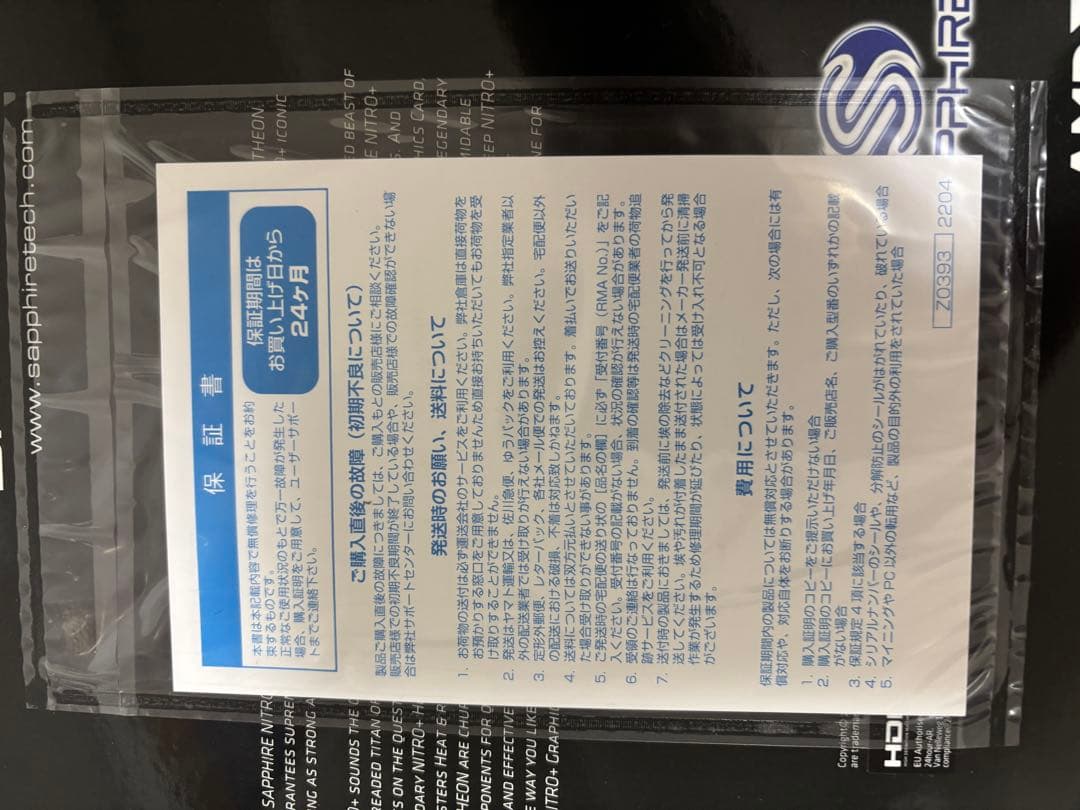 www.sapphiretech.com
保証書
本書は本記載内容で無償修理を行うことをお約
束するものです。
正常なご使用状況のもとで万一故障が発生した
場合、購入証明をご用意して、ユーザーサポー
トまでご連絡下さい。
保証期間は
お買い上げ日から
24ヶ月
ご購入直後の故障(初期不良について)
製品ご購入直後の故障につきましては、ご購入もとの販売店様にご相談ください。
販売店様での初期不良期間が終了している場合や、販売店様での故障確認ができない場
合は弊社サポートセンターにお問い合わせください。
発送時のお願い、送料について
1. お荷物の送付は必ず運送会社のサービスをご利用ください。弊社倉庫は直接荷物を
お預かりする窓口をご用意しておりませんため直接お持ちいただいてもお荷物を受
け取りすることができません。
2. 発送はヤマト運輸又は、佐川急便、ゆうパックをご利用ください。弊社指定業者以
外の配送業者では受け取りが行えない場合があります。
3. 定形外郵便、レターパック、各社メール便での発送はお控えください。宅配便以外
の配送における破損、不着は対応致しかねます。
4. 送料については双方元払いとさせていただいております。着払いでお送りいただい
た場合受け取りができない事があります。
5. ご発送時の宅配便の送り状の[品名の欄]に必ず「受付番号(RMA No.)」をご記
入ください。受付番号の記載がない場合、状況の確認が行えない場合があります。
6. 受領のご連絡は行なっておりません。到着の確認等は発送時の宅配便業者の荷物追
跡サービスを利用ください。
7. 送付時の製品におきましては、発送前に埃の除去などクリーニングを行ってから発
送してください。埃や汚れが付着したまま送付された場合はメーカー発送前に清掃
作業が発生するため修理期間が延びたり、状態によっては受け入れ不可となる場合
がございます。
費用について
保証期間内の製品については無償対応とさせていただきます。ただし、次の場合には有
償対応や、対応自体をお断りする場合があります。
1. 購入証明のコピーをご提示いただけない場合
2. 購入証明のコピーにお買い上げ年月日、ご販売店名、ご購入型番のいずれかの記載
がない場合
3. 保証規定4項に該当する場合
4. シリアルナンバーのシールや、分解防止のシールがはがれていたり、破れている場合
5. マイニングやPC以外の転用など、製品の目的外の利用をされていた場合
Z0393 2204
SAPPHIRE NITRO
ING AS STRONG A
Copyright©
are trademar
HD
EU Authoris
24hour-AR,
Van Nelleweg
compliance